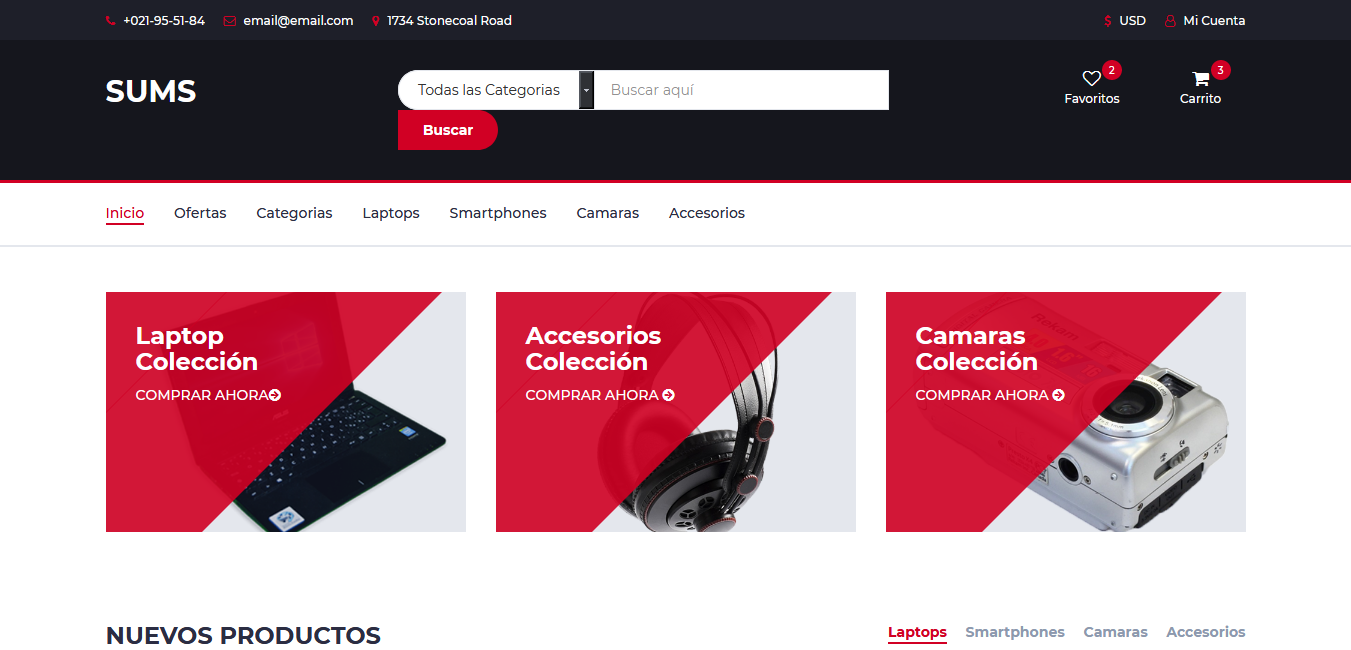 +021-95-51-84 email@email.com 1734 Stonecoal Road $ USD Mi Cuenta
SUMS
Todas las Categorias Buscar aquí
Buscar
2
Favoritos
3
Carrito
Inicio Ofertas Categorias Laptops Smartphones Camaras Accesorios
Laptop
Colección
COMPRAR AHORA
Accesorios
Colección
COMPRAR AHORA
Camaras
Colección
COMPRAR AHORA
Rekam
NUEVOS PRODUCTOS
Laptops Smartphones Camaras Accesorios